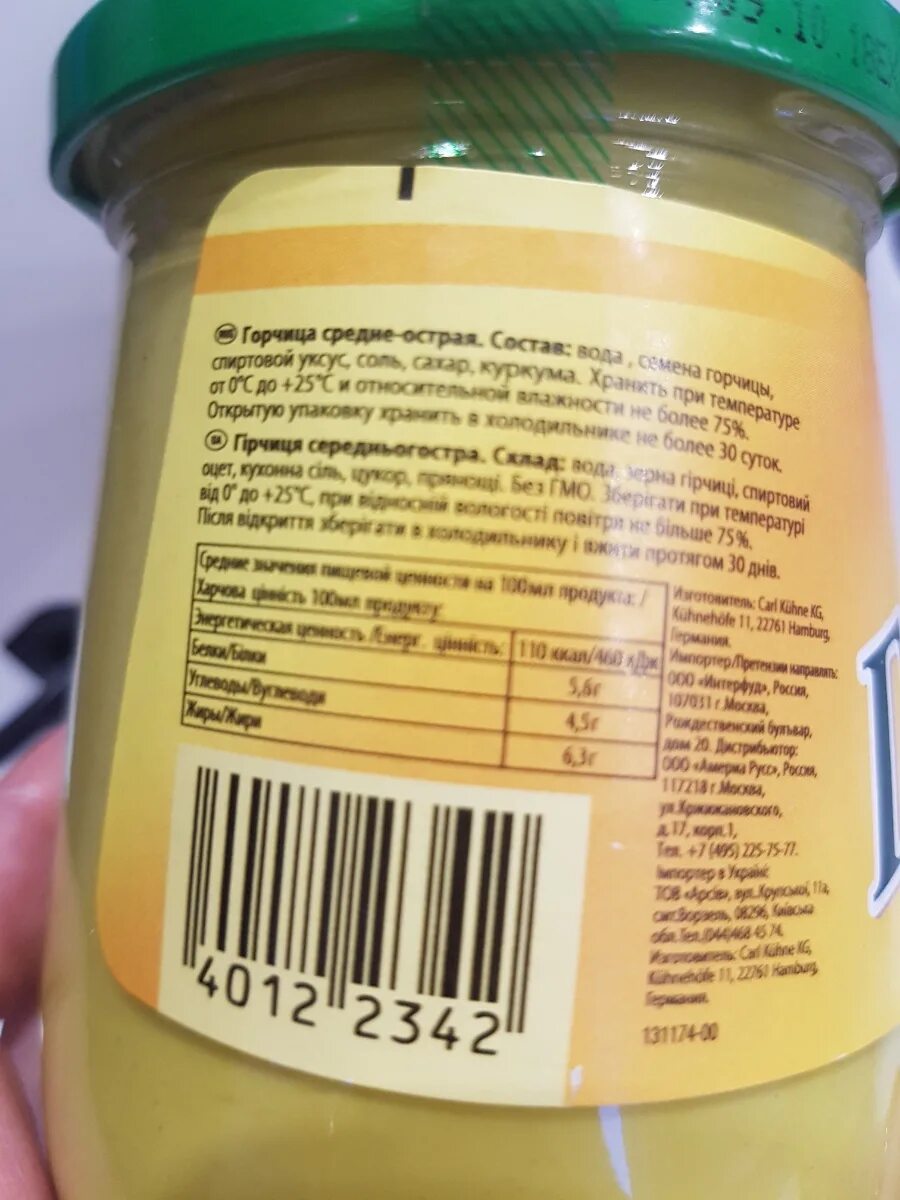 .10.18
RUS Горчица средне-острая. Состав: вода , семена горчицы,
спиртовой уксус, соль, сахар, куркума. Хранить при температуре
от 0°С до +25°С и относительной влажности не более 75%.
Открытую упаковку хранить в холодильнике не более 30 суток.
UA Гірчиця середньогостра. Склад: вода, зерна гірчиці, спиртовий
оцет, кухонна сіль, цукор, прянощі. Без ГМО. Зберігати при температурі
від 0° до +25°С, при відносній вологості повітря не більше 75%.
Після відкриття зберігати в холодильнику і вжити протягом 30 днів.
Средние значения пищевой ценности на 100мл продукта: /
Харчова цінність 100мл продукту:
Энергетическая ценность /Енерг. цінність: 110 ккал/460 кДж
Белки/Білки 5,6г
Углеводы/Вуглеводи 4,5г
Жиры/Жири 6,3г
Изготовитель: Carl Kühne KG,
Kühnehöfe 11, 22761 Hamburg,
Германия.
Импортер/Претензии направлять:
ООО «Интерфуд», Россия,
107031 г.Москва,
Рождественский бульвар,
дом 20. Дистрибьютор:
ООО «Америа Русс», Россия,
117218 г.Москва,
ул.Кржижановского,
д.17, корп.1,
Тел. +7 (495) 225-75-77.
Імпортер в Україні:
ТОВ «Арсів», вул.Крупської, 11а,
смт.Ворзель, 08296, Київська
обл.Тел.(044)468 45 74.
Изготовитель: Carl Kühne KG,
Kühnehöfe 11, 22761 Hamburg,
Германия.
131174-00
4012 2342